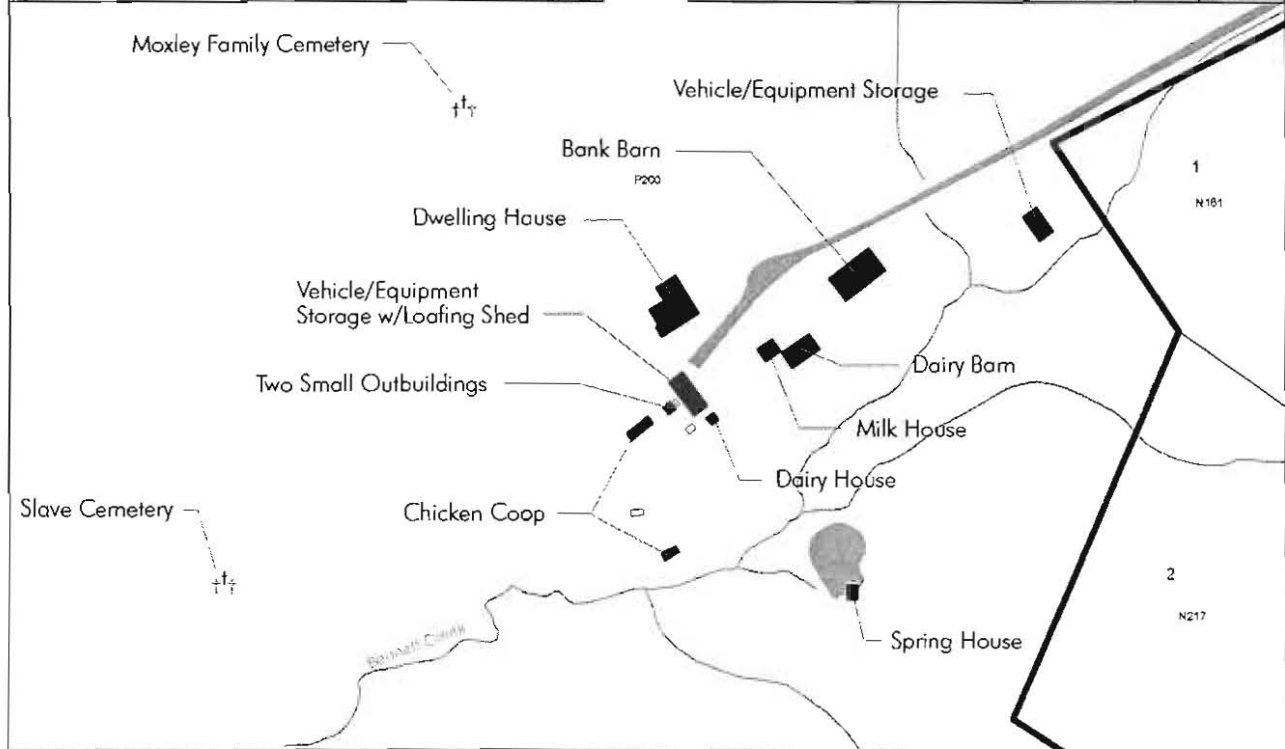 Moxley Family Cemetery
Vehicle/Equipment Storage
Bank Barn
P200
1
N161
Dwelling House
Vehicle/Equipment
Storage w/Loafing Shed
Two Small Outbuildings
Dairy Barn
Milk House
Dairy House
Slave Cemetery
Chicken Coop
2
N217
Spring House
Bennett